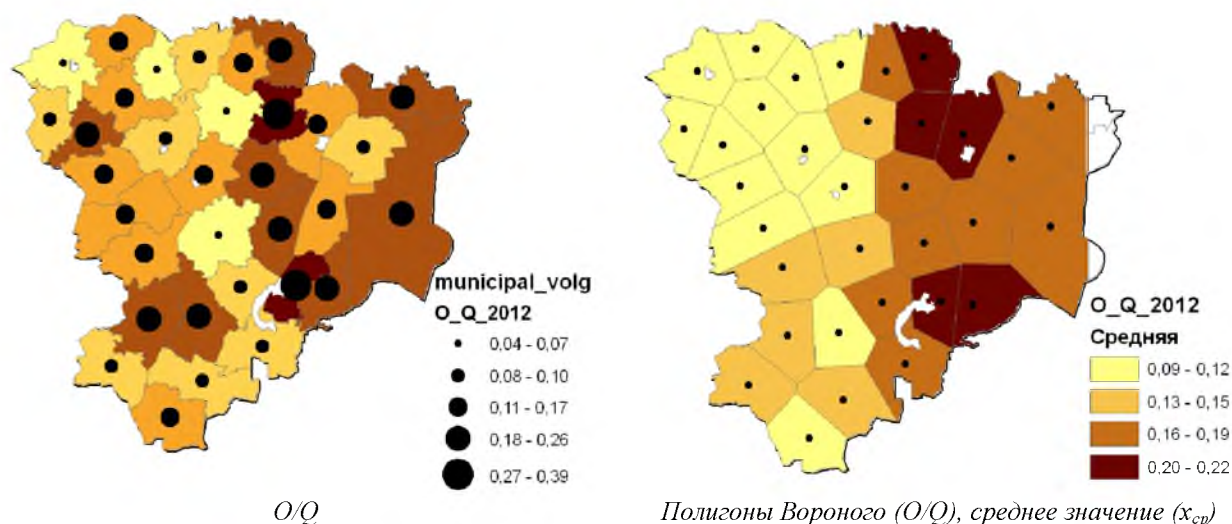 municipal_volg
O_Q_2012
0,04 - 0,07
0,08 - 0,10
0,11 - 0,17
0,18 - 0,26
0,27 - 0,39
O/Q
O_Q_2012
Средняя
0,09 - 0,12
0,13 - 0,15
0,16 - 0,19
0,20 - 0,22
Полигоны Вороного (O/Q), среднее значение (xср)